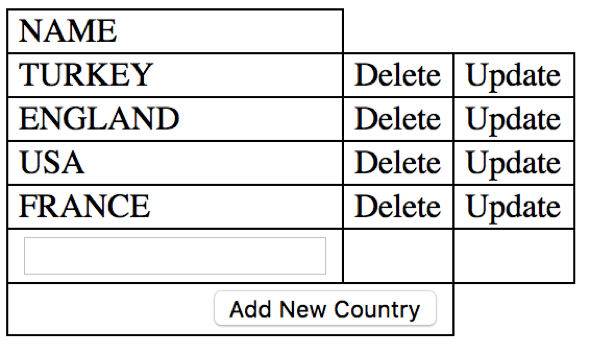 NAME
TURKEY Delete Update
ENGLAND Delete Update
USA Delete Update
FRANCE Delete Update
Add New Country